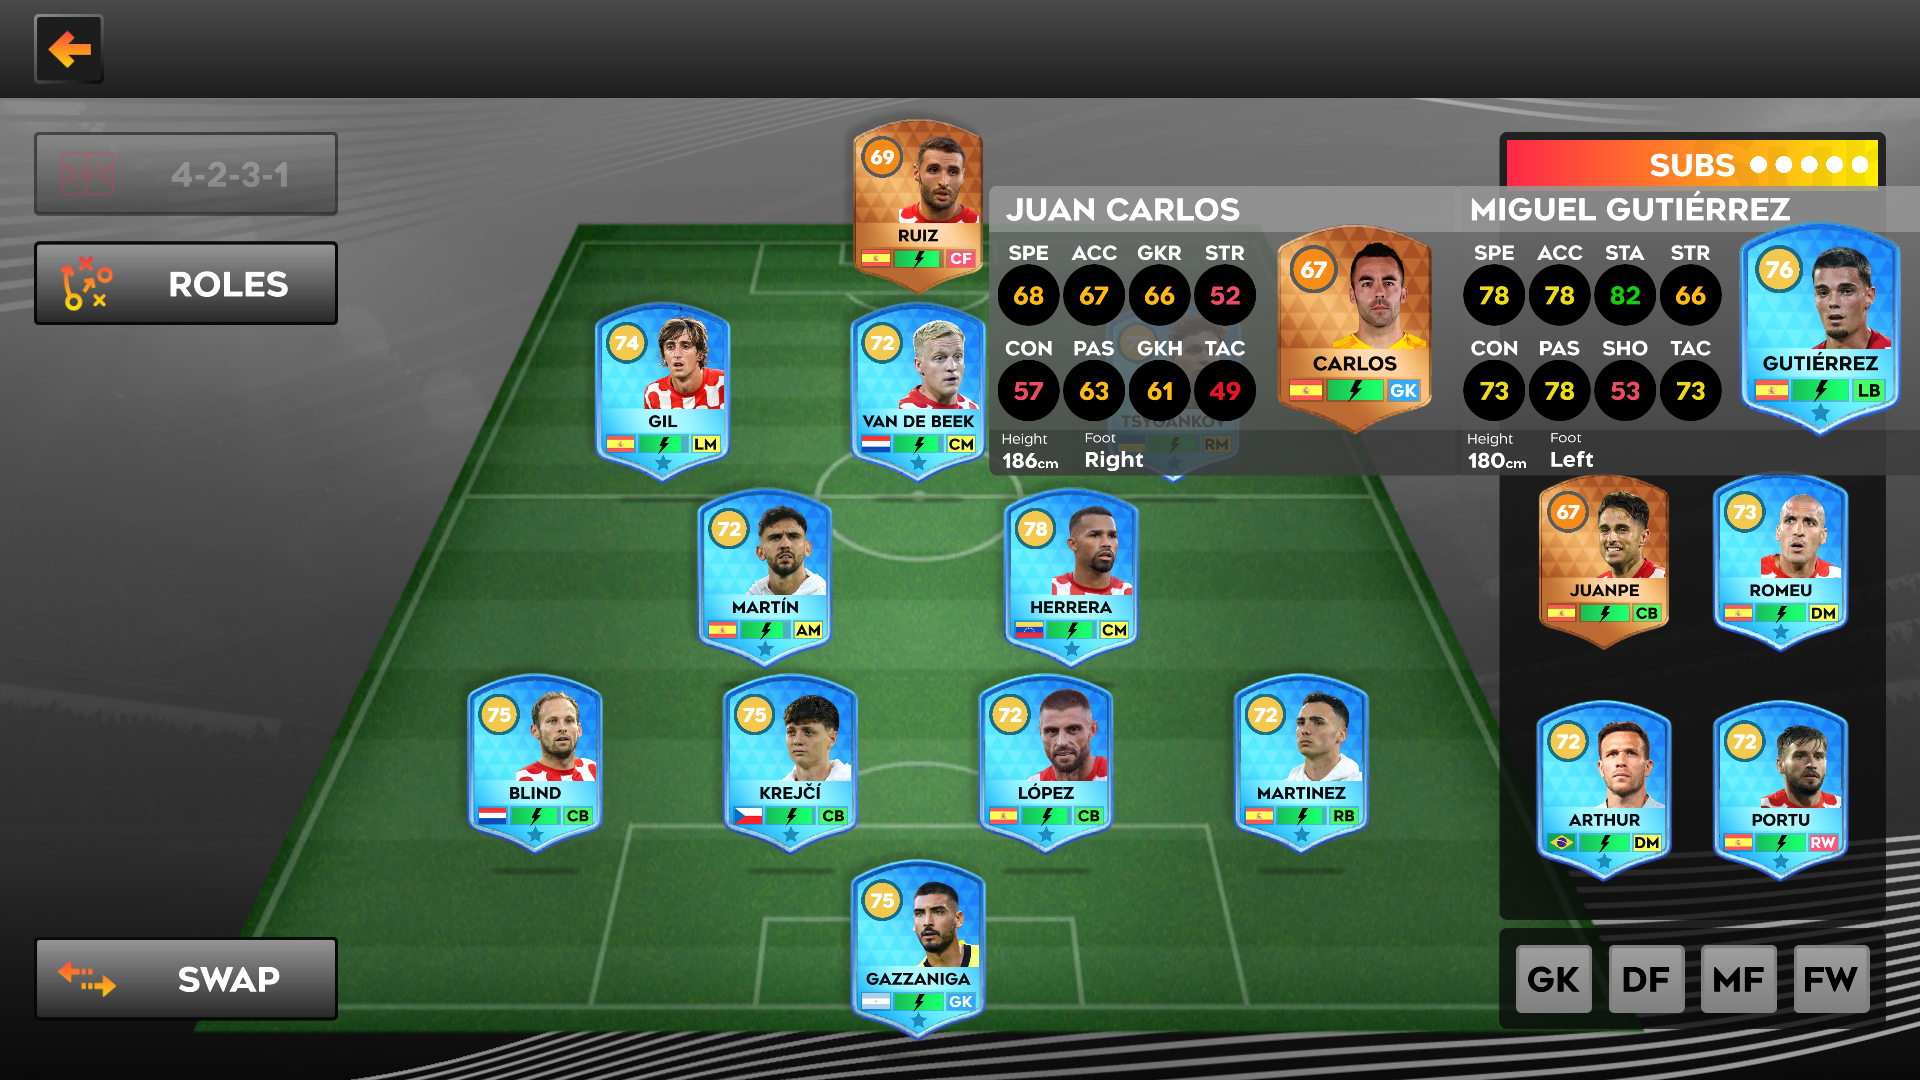 4-2-3-1
ROLES
SWAP
SUBS
69
RUIZ
CF
74
GIL
LM
72
VAN DE BEEK
CM
TSYGANKOV
RM
JUAN CARLOS
SPE ACC GKR STR
68 67 66 52
CON PAS GKH TAC
57 63 61 49
Height Foot
186cm Right
67
CARLOS
GK
MIGUEL GUTIÉRREZ
SPE ACC STA STR
78 78 82 66
CON PAS SHO TAC
73 78 53 73
Height Foot
180cm Left
76
GUTIÉRREZ
LB
72
MARTÍN
AM
78
HERRERA
CM
67
JUANPE
CB
73
ROMEU
DM
75
BLIND
CB
75
KREJČÍ
CB
72
LÓPEZ
CB
72
MARTINEZ
RB
72
ARTHUR
DM
72
PORTU
RW
75
GAZZANIGA
GK
GK DF MF FW